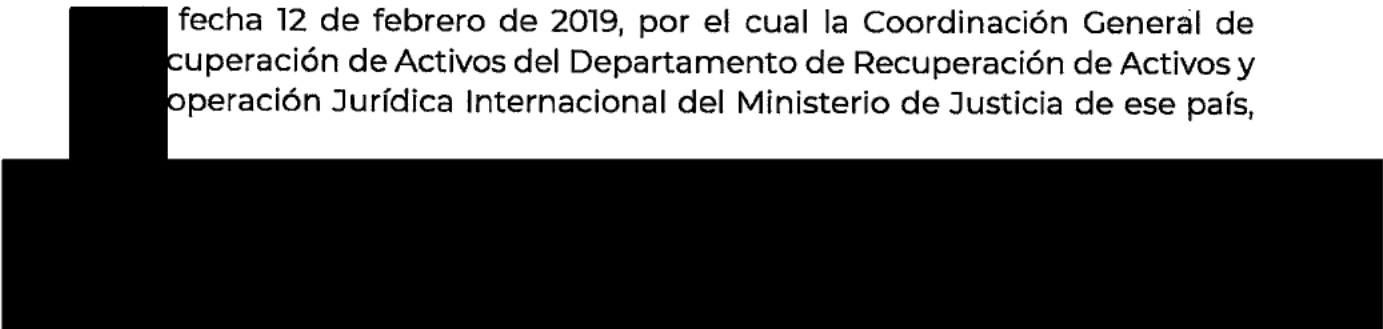 fecha 12 de febrero de 2019, por el cual la Coordinación General de
cuperación de Activos del Departamento de Recuperación de Activos y
operación Jurídica Internacional del Ministerio de Justicia de ese país,